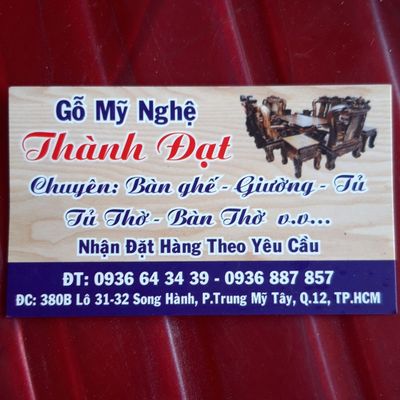 Gỗ Mỹ Nghệ
Thành Đạt
Chuyên: Bàn ghế - Giường - Tủ
Tủ Thờ - Bàn Thờ v.v...
Nhận Đặt Hàng Theo Yêu Cầu
ĐT: 0936 64 34 39 - 0936 887 857
ĐC: 380B Lô 31-32 Song Hành, P.Trung Mỹ Tây, Q.12, TP.HCM